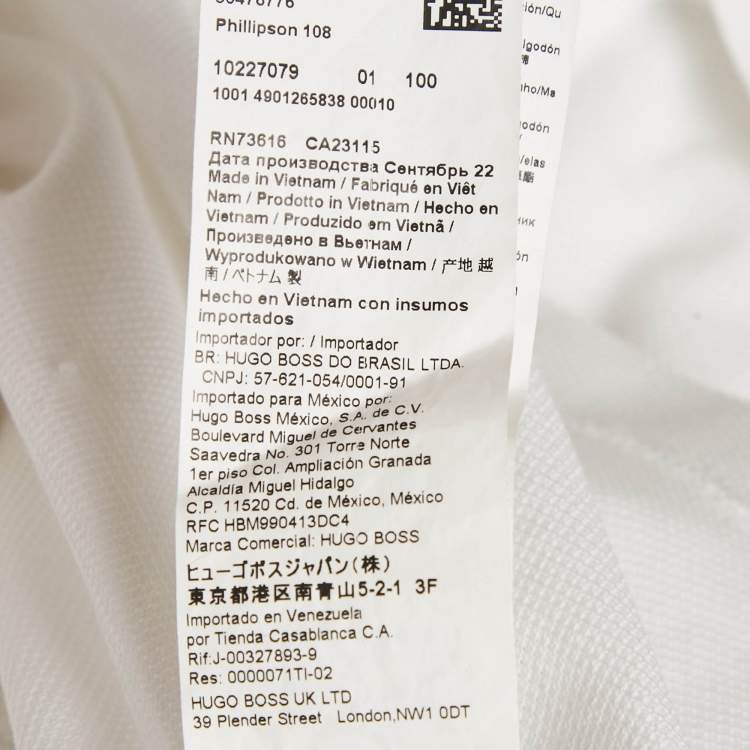 Phillipson 108
10227079 01 100
1001 4901265838 00010
RN73616 CA23115
Дата производства Сентябрь 22
Made in Vietnam / Fabriqué en Viêt
Nam / Prodotto in Vietnam / Hecho en
Vietnam / Produzido em Vietnã /
Произведено в Вьетнам /
Wyprodukowano w Wietnam / 产地 越
南 / ベトナム 製
Hecho en Vietnam con insumos
importados
Importador por: / Importador
BR: HUGO BOSS DO BRASIL LTDA.
CNPJ: 57-621-054/0001-91
Importado para México por:
Hugo Boss México, S.A. de C.V.
Boulevard Miguel de Cervantes
Saavedra No. 301 Torre Norte
1er piso Col. Ampliación Granada
Alcaldía Miguel Hidalgo
C.P. 11520 Cd. de México, México
RFC HBM990413DC4
Marca Comercial: HUGO BOSS
ヒューゴボスジャパン(株)
東京都港区南青山5-2-1 3F
Importado en Venezuela
por Tienda Casablanca C.A.
Rif:J-00327893-9
Res: 0000071TI-02
HUGO BOSS UK LTD
39 Plender Street London,NW1 0DT